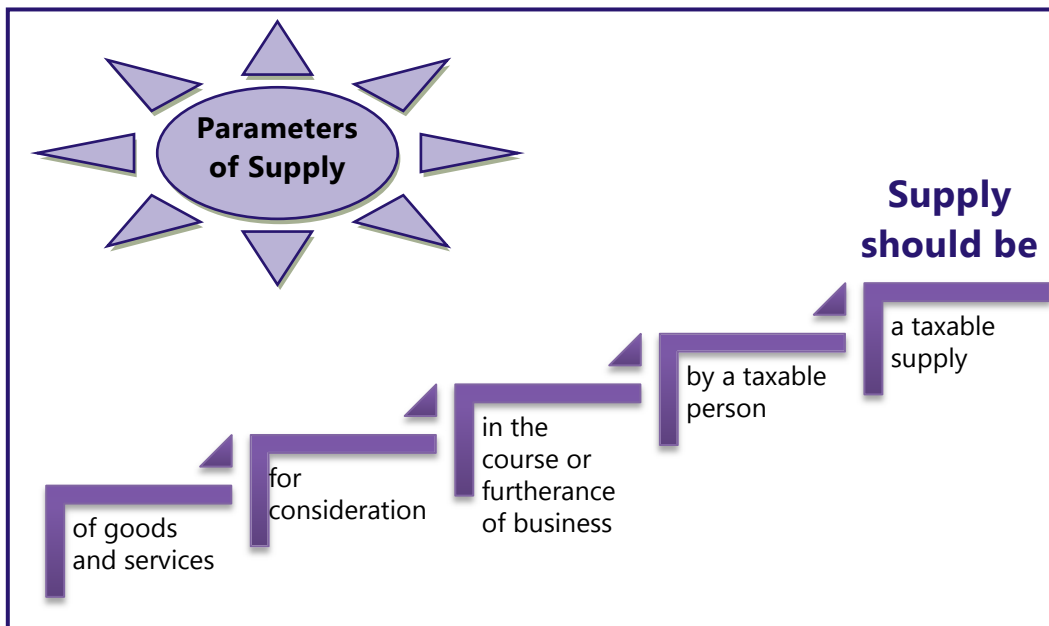 Parameters
of Supply
Supply
should be
of goods
and services
for
consideration
in the
course or
furtherance
of business
by a taxable
person
a taxable
supply